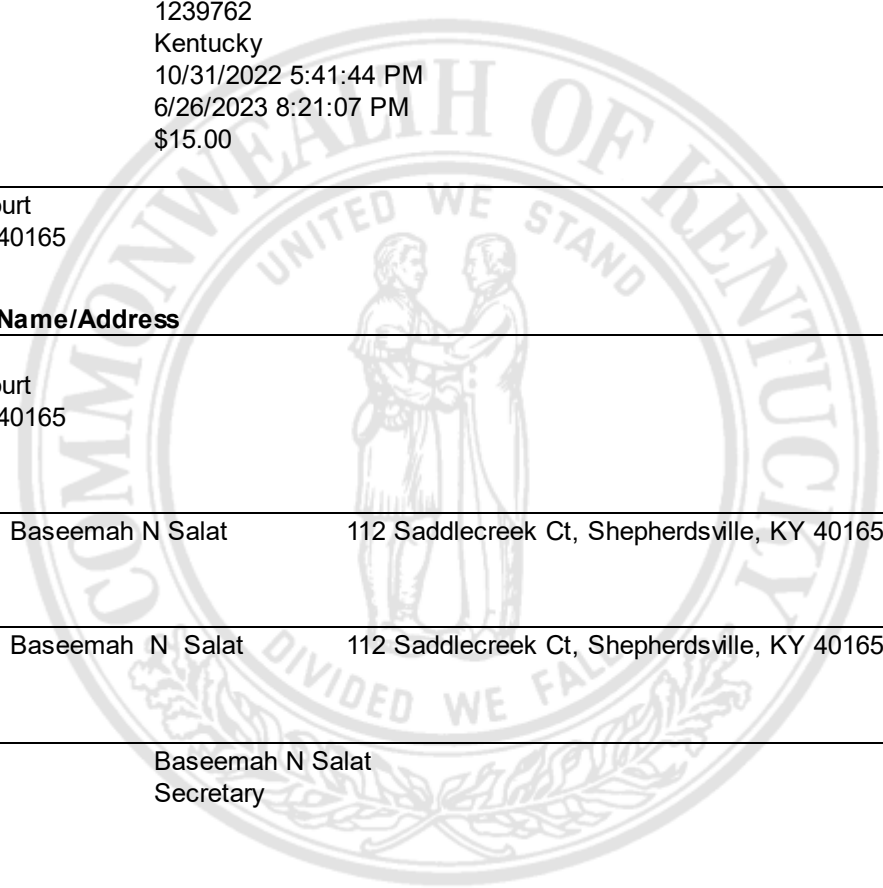 1239762
Kentucky
10/31/2022 5:41:44 PM
6/26/2023 8:21:07 PM
$15.00
ourt
40165
Name/Address
ourt
40165
Baseemah N Salat 112 Saddlecreek Ct, Shepherdsville, KY 40165
Baseemah N Salat 112 Saddlecreek Ct, Shepherdsville, KY 40165
Baseemah N Salat
Secretary
COMMONWEALTH OF KENTUCKY
UNITED WE STAND
DIVIDED WE FALL